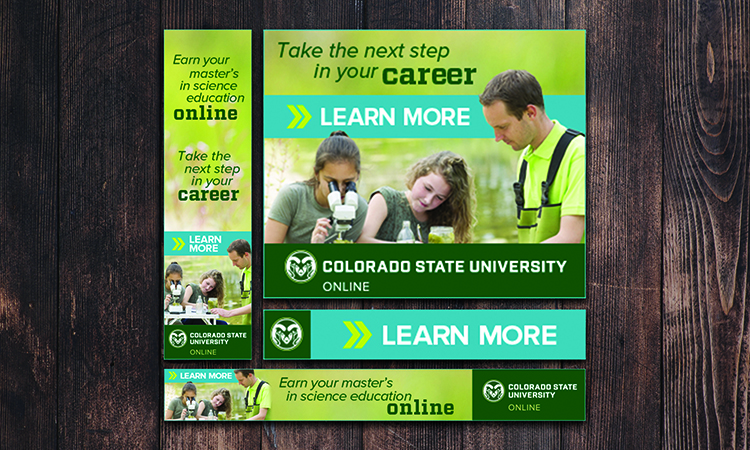 Earn your
master's
in science
education
online
Take the
next step
in your
career
LEARN
MORE
COLORADO STATE
UNIVERSITY
ONLINE
Take the next step
in your career
LEARN MORE
COLORADO STATE UNIVERSITY
ONLINE
LEARN MORE
LEARN MORE
Earn your master's
in science education
online
COLORADO STATE
UNIVERSITY
ONLINE